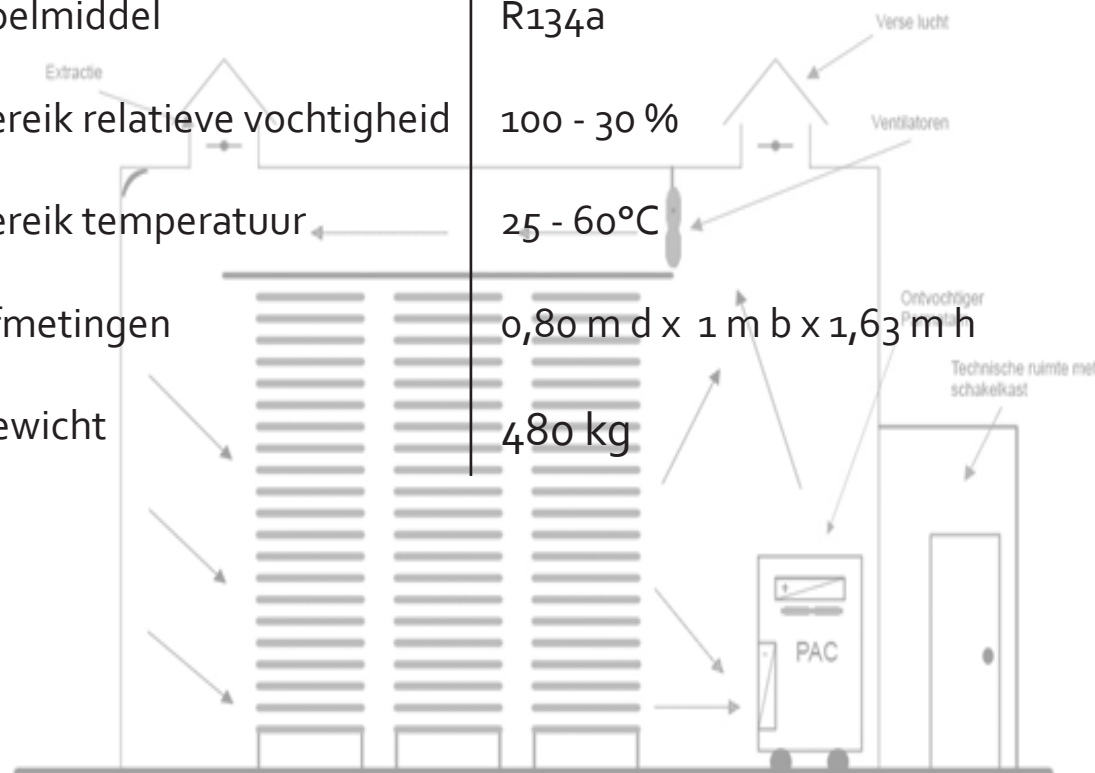 oelmiddel R134a
Verse lucht
Extractie
ereik relatieve vochtigheid 100 - 30 %
Ventilatoren
ereik temperatuur 25 - 60°C
Ontvochtiger
fmetingen 0,80 m d x 1 m b x 1,63 m h
Technische ruimte met
schakelkast
ewicht 480 kg
PAC